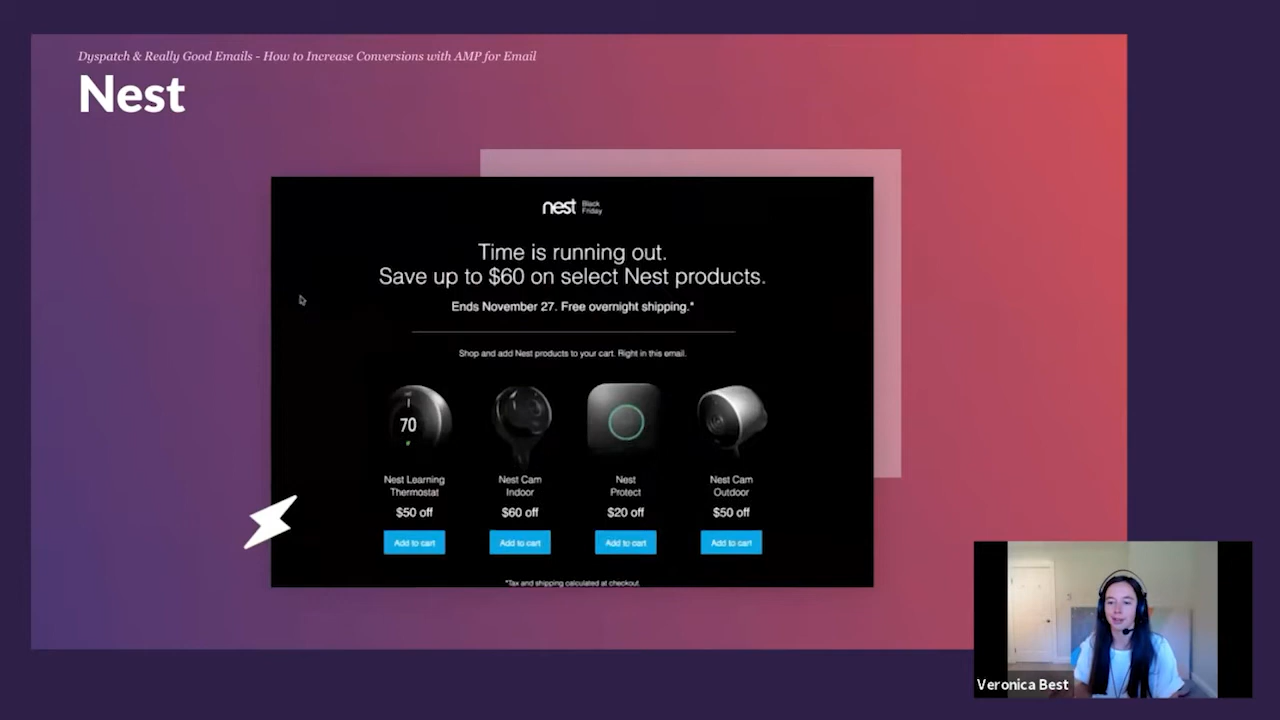 Dyspatch & Really Good Emails - How to Increase Conversions with AMP for Email
Nest
nest Black
Friday
Time is running out.
Save up to $60 on select Nest products.
Ends November 27. Free overnight shipping.*
Shop and add Nest products to your cart. Right in this email.
70
Nest Learning
Thermostat
$50 off
Add to cart
Nest Cam
Indoor
$60 off
Add to cart
Nest
Protect
$20 off
Add to cart
Nest Cam
Outdoor
$50 off
Add to cart
*Tax and shipping calculated at checkout.
Veronica Best